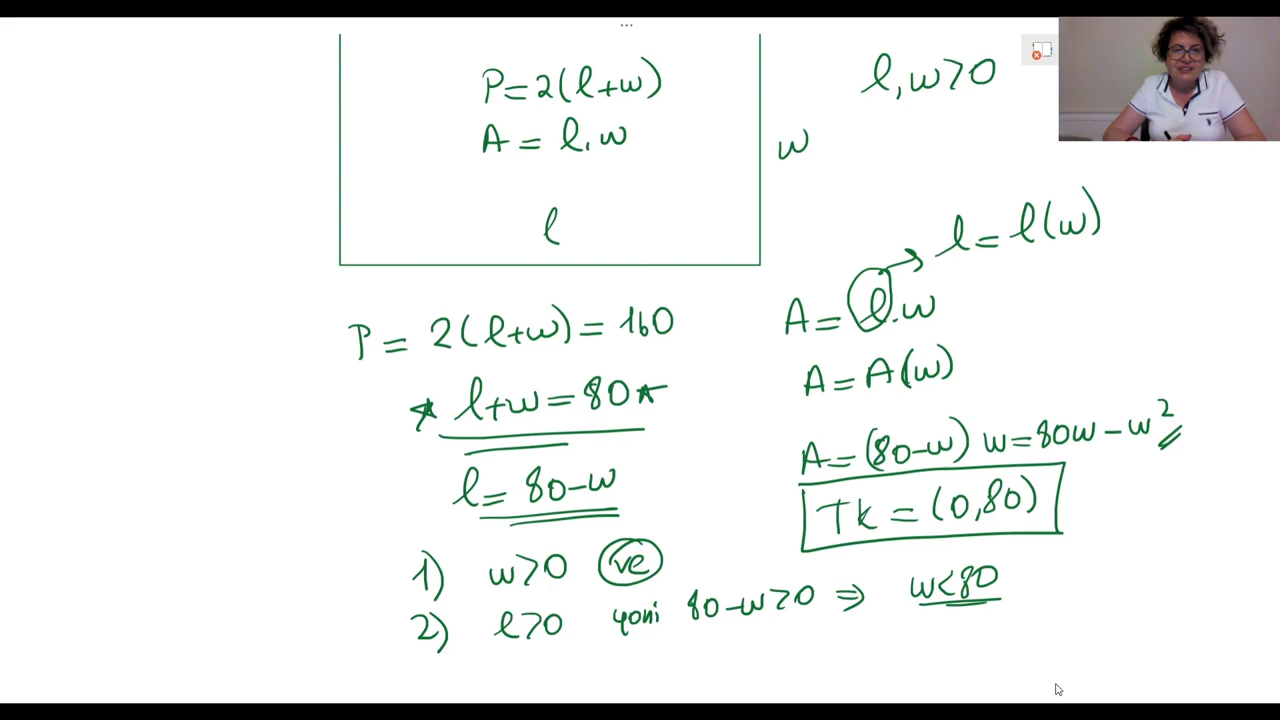 P=2(l+w)
l,w>0
A = l.w
w
l
l = l(w)
A = l.w
P = 2(l+w) = 160
A = A(w)
* l+w = 80 *
A = (80-w) w = 80w - w²
l = 80-w
Tk = (0,80)
1) w>0 ve
2) l>0 yani 80-w>0 ⇒ w<80